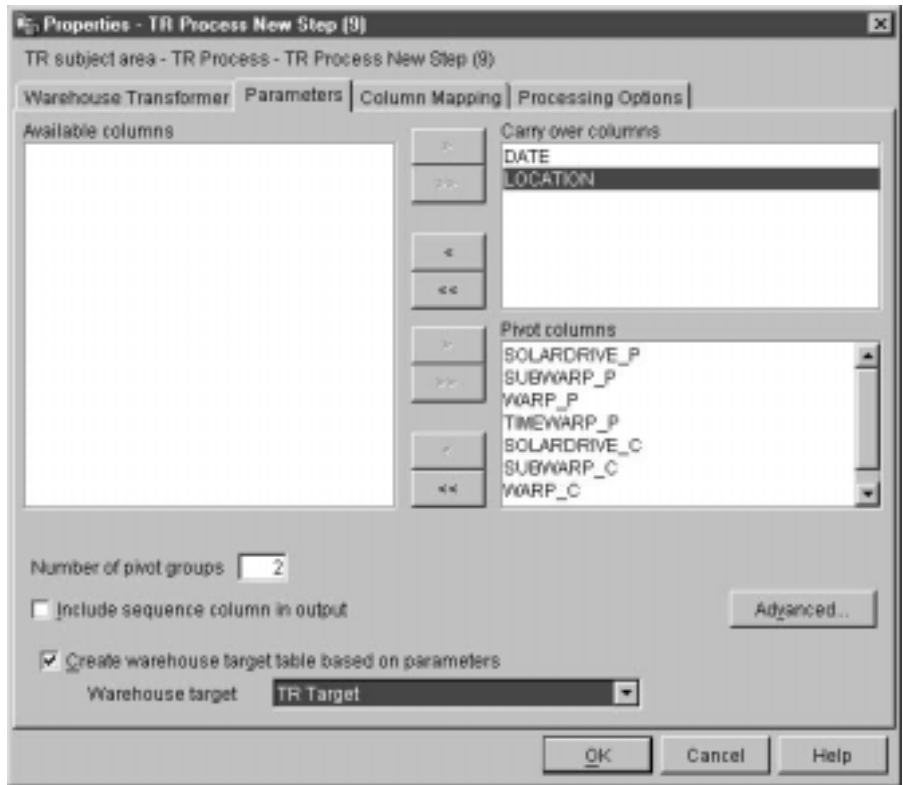 Properties - TR Process New Step (9)
TR subject area - TR Process - TR Process New Step (9)
Warehouse Transformer Parameters Column Mapping Processing Options
Available columns
Carry over columns
DATE
LOCATION
>
>>
<
<<
Pivot columns
SOLARDRIVE_P
SUBWARP_P
WARP_P
TIMEWARP_P
SOLARDRIVE_C
SUBWARP_C
WARP_C
>
>>
<
<<
Number of pivot groups 2
Include sequence column in output
Advanced...
Create warehouse target table based on parameters
Warehouse target TR Target
OK Cancel Help